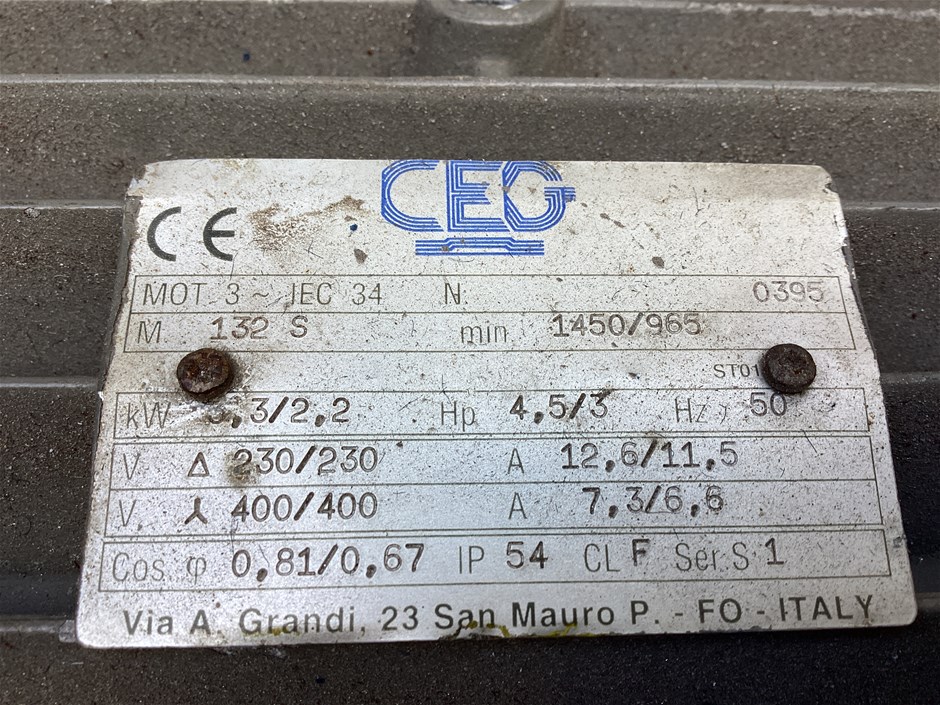 CE CEG
MOT. 3 ~ IEC 34 N. 0395
M 132 S min 1450/965
ST01
kW 3,3/2,2 Hp 4,5/3 Hz 50
V. Δ 230/230 A 12,6/11,5
V. ⅄ 400/400 A 7,3/6,6
Cos. φ 0,81/0,67 IP 54 CL F Ser. S 1
Via A. Grandi, 23 San Mauro P. - FO - ITALY